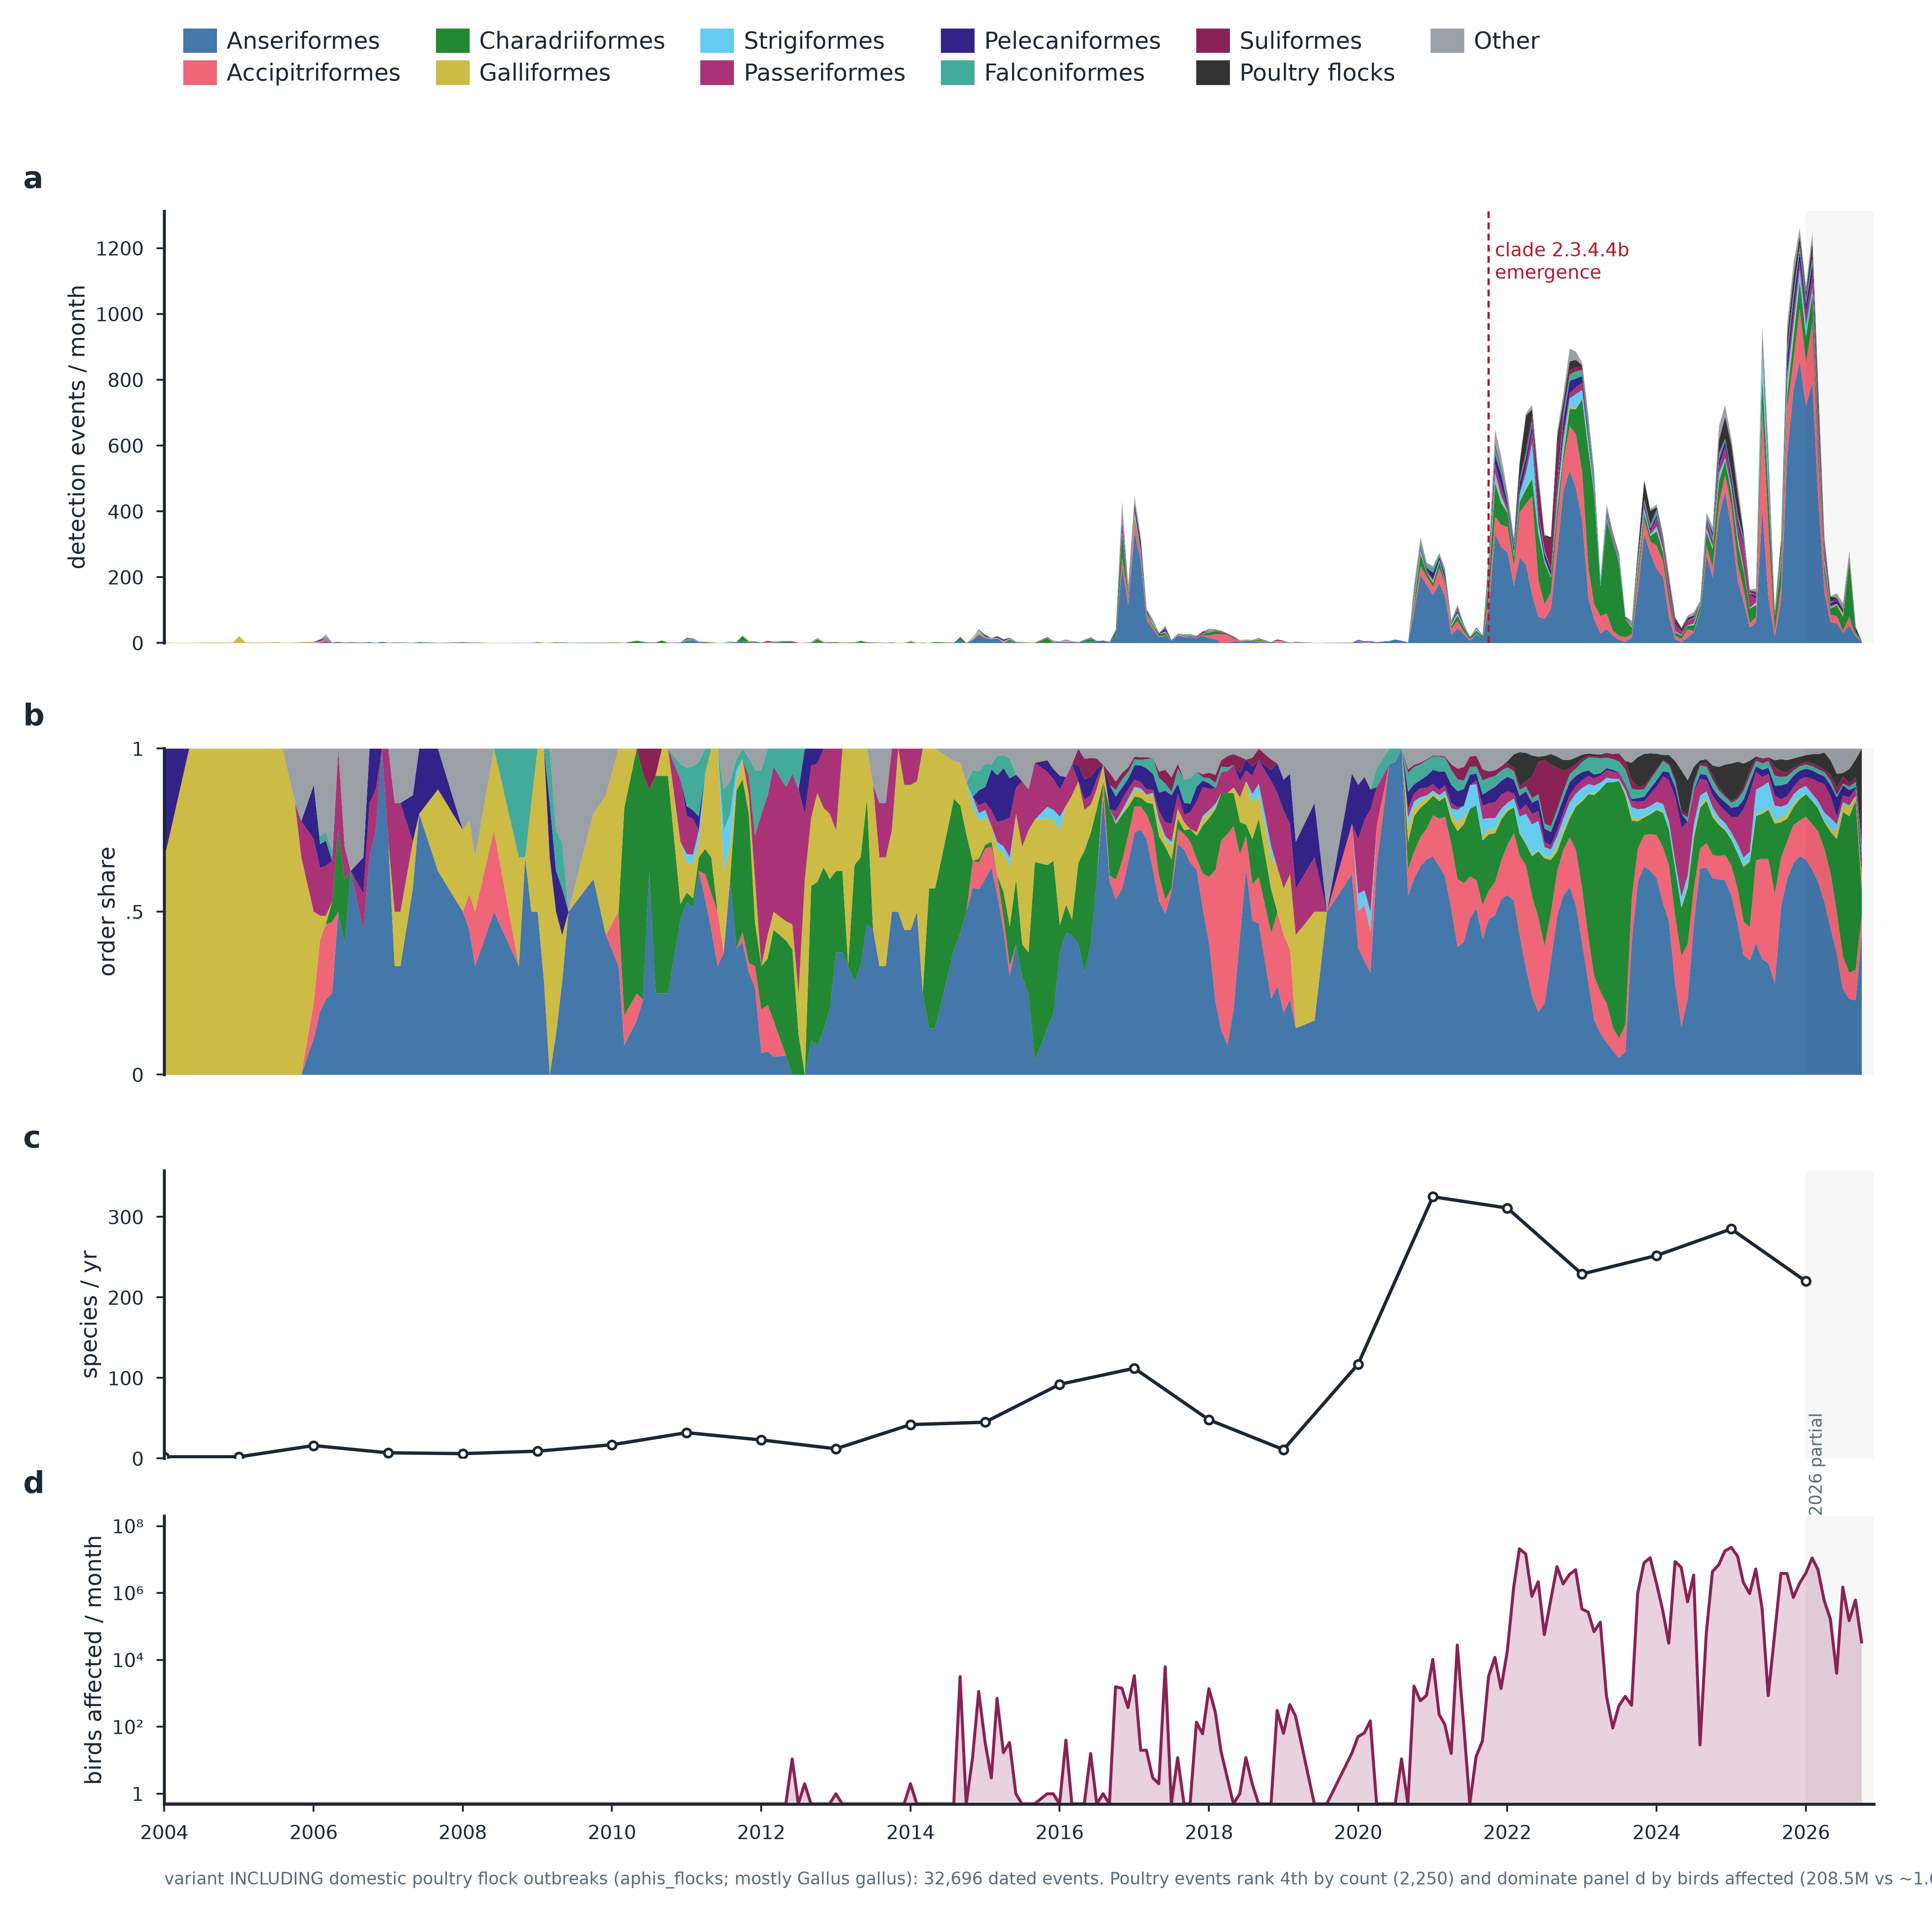 Anseriformes Charadriiformes Strigiformes Pelecaniformes Suliformes Other
Accipitriformes Galliformes Passeriformes Falconiformes Poultry flocks
a
detection events / month
1200
1000
800
600
400
200
0
clade 2.3.4.4b
emergence
b
order share
1
.5
0
c
species / yr
300
200
100
0
2026 partial
d
birds affected / month
10⁸
10⁶
10⁴
10²
1
2004 2006 2008 2010 2012 2014 2016 2018 2020 2022 2024 2026
variant INCLUDING domestic poultry flock outbreaks (aphis_flocks; mostly Gallus gallus): 32,696 dated events. Poultry events rank 4th by count (2,250) and dominate panel d by birds affected (208.5M vs